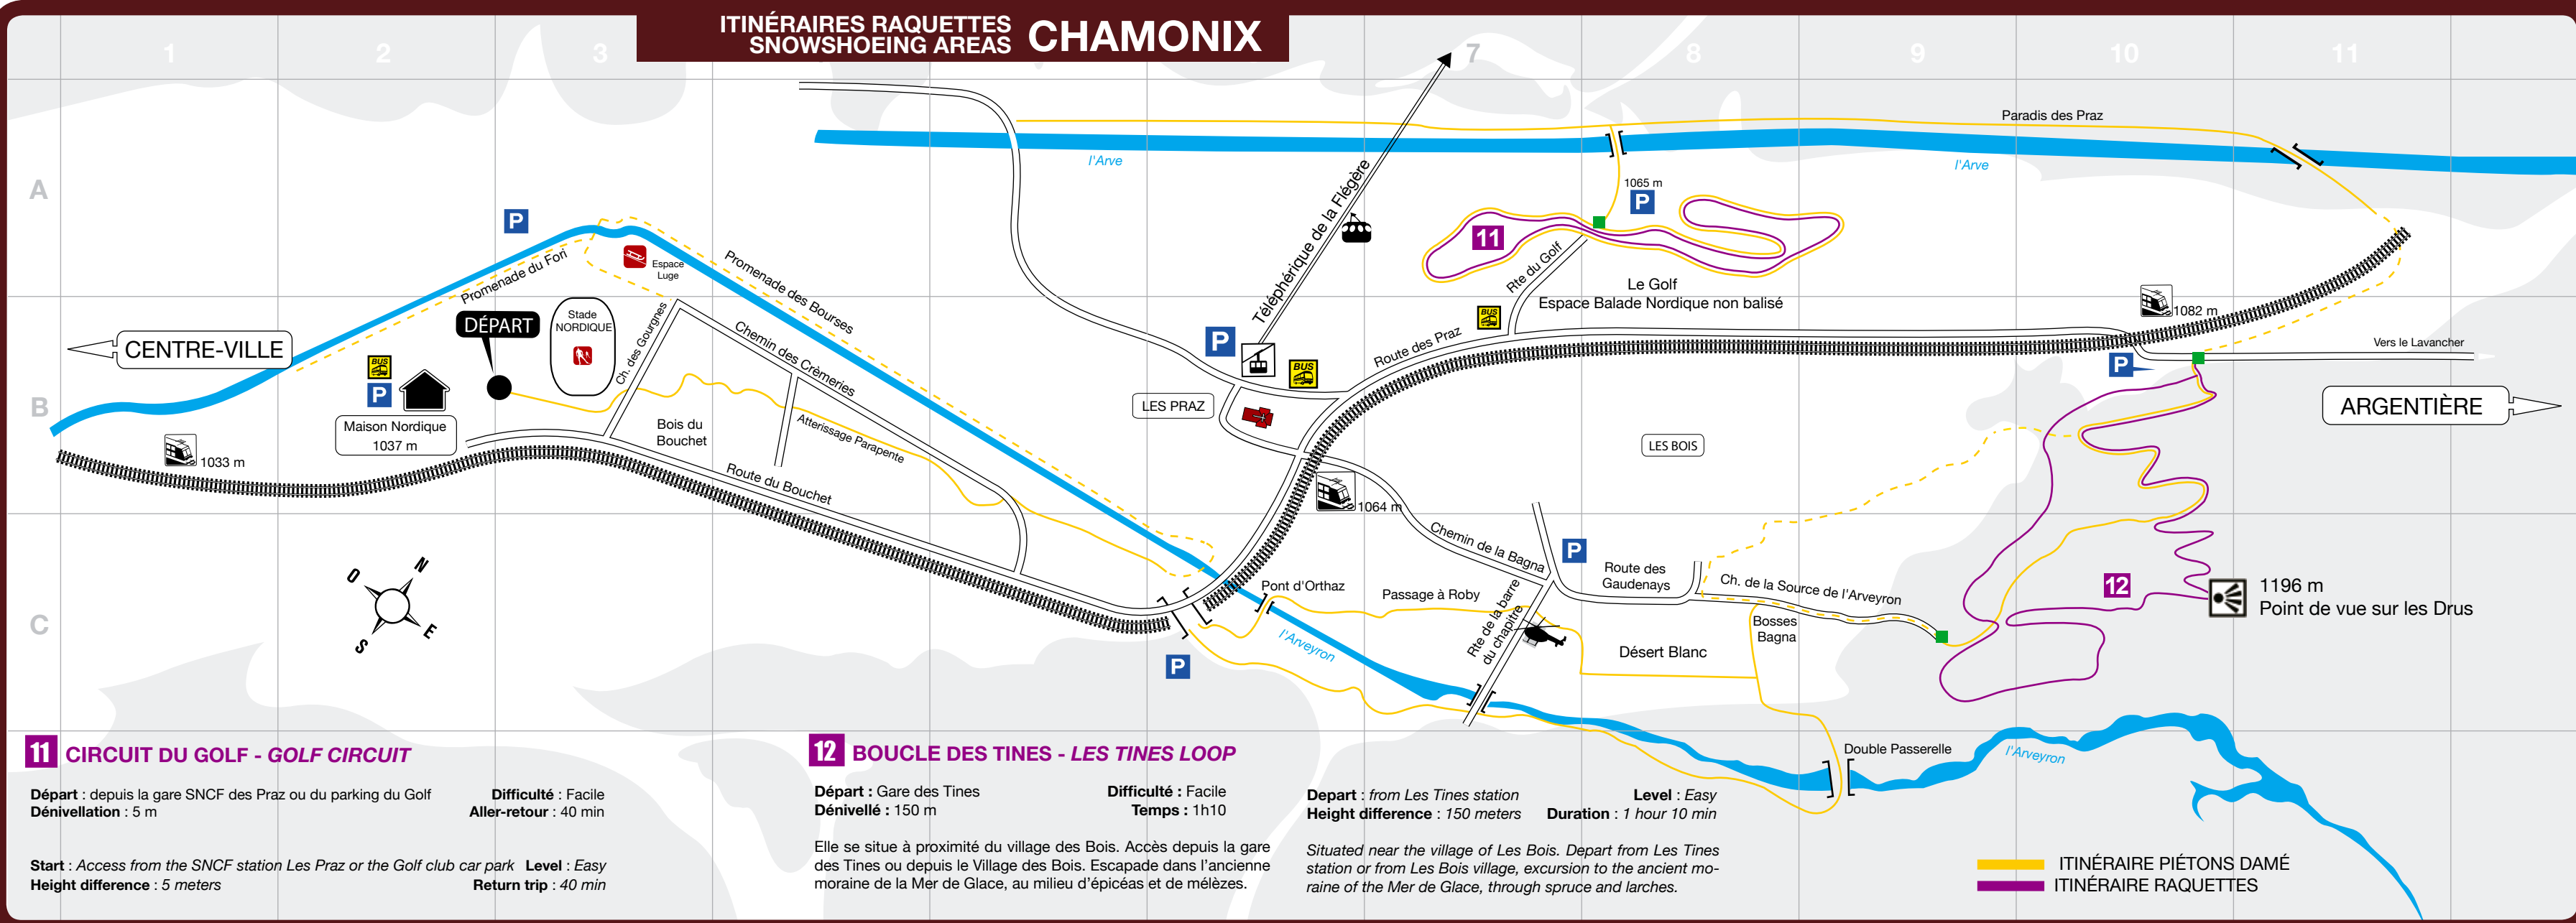 ITINÉRAIRES RAQUETTES
SNOWSHOEING AREAS
CHAMONIX
1
2
3
7
8
9
10
11
A
B
C
Paradis des Praz
l'Arve
l'Arve
1065 m
P
P
11
Rte du Golf
Le Golf
Espace Balade Nordique non balisé
Téléphérique de la Flégère
Promenade du Fori
Espace
Luge
Promenade des Bourses
DÉPART
Stade
NORDIQUE
Ch. des Gourgnes
Chemin des Crèmeries
CENTRE-VILLE
BUS
P
Maison Nordique
1037 m
1033 m
Bois du
Bouchet
Atterissage Parapente
Route du Bouchet
P
BUS
LES PRAZ
Route des Praz
BUS
1082 m
P
Vers le Lavancher
ARGENTIÈRE
LES BOIS
1064 m
Chemin de la Bagna
P
Route des
Gaudenays
Ch. de la Source de l'Arveyron
Pont d'Orthaz
Passage à Roby
Rte de la barre
du chapitre
Bosses
Bagna
Désert Blanc
l'Arveyron
P
12
1196 m
Point de vue sur les Drus
N
O
E
S
Double Passerelle
l'Arveyron
11 CIRCUIT DU GOLF - GOLF CIRCUIT
Départ : depuis la gare SNCF des Praz ou du parking du Golf
Difficulté : Facile
Dénivellation : 5 m
Aller-retour : 40 min
Start : Access from the SNCF station Les Praz or the Golf club car park Level : Easy
Height difference : 5 meters
Return trip : 40 min
12 BOUCLE DES TINES - LES TINES LOOP
Départ : Gare des Tines
Difficulté : Facile
Dénivellé : 150 m
Temps : 1h10
Elle se situe à proximité du village des Bois. Accès depuis la gare
des Tines ou depuis le Village des Bois. Escapade dans l'ancienne
moraine de la Mer de Glace, au milieu d'épicéas et de mélèzes.
Depart : from Les Tines station
Level : Easy
Height difference : 150 meters
Duration : 1 hour 10 min
Situated near the village of Les Bois. Depart from Les Tines
station or from Les Bois village, excursion to the ancient mo-
raine of the Mer de Glace, through spruce and larches.
ITINÉRAIRE PIÉTONS DAMÉ
ITINÉRAIRE RAQUETTES